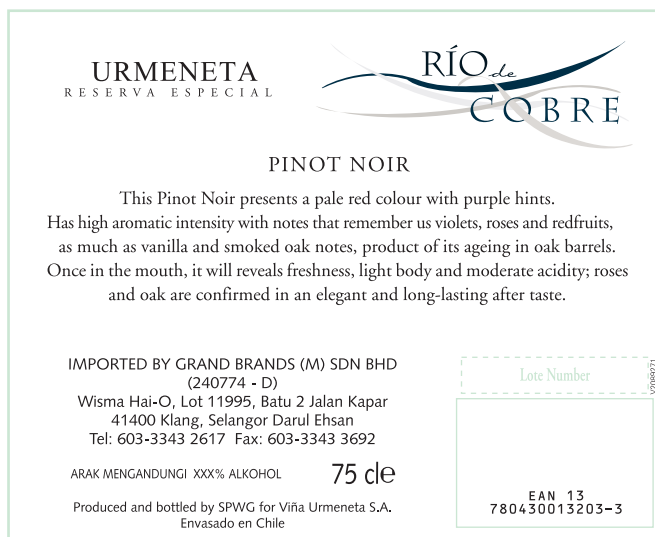 URMENETA
RESERVA ESPECIAL
RÍO de
COBRE
PINOT NOIR
This Pinot Noir presents a pale red colour with purple hints.
Has high aromatic intensity with notes that remember us violets, roses and redfruits,
as much as vanilla and smoked oak notes, product of its ageing in oak barrels.
Once in the mouth, it will reveals freshness, light body and moderate acidity; roses
and oak are confirmed in an elegant and long-lasting after taste.
IMPORTED BY GRAND BRANDS (M) SDN BHD
(240774 - D)
Wisma Hai-O, Lot 11995, Batu 2 Jalan Kapar
41400 Klang, Selangor Darul Ehsan
Tel: 603-3343 2617 Fax: 603-3343 3692
ARAK MENGANDUNGI XXX% ALKOHOL 75 cle
Produced and bottled by SPWG for Viña Urmeneta S.A.
Envasado en Chile
Lote Number
V2089271
EAN 13
780430013203-3